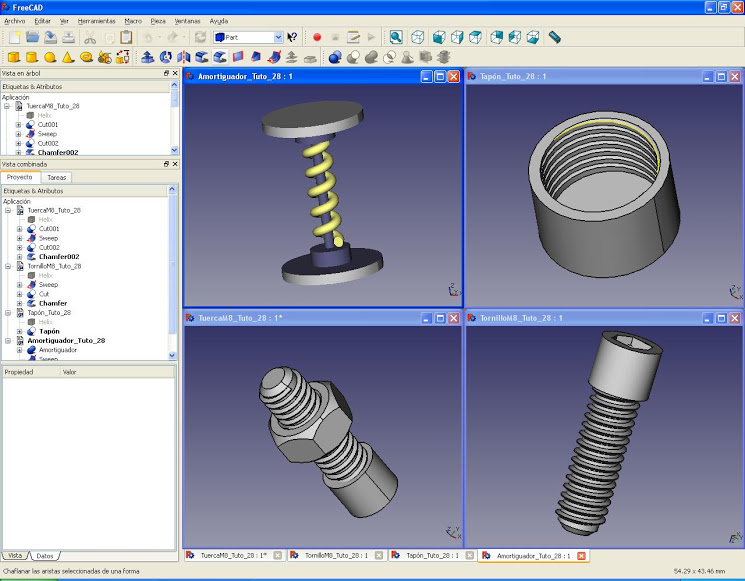 FreeCAD
Archivo Editar Ver Herramientas Macro Pieza Ventanas Ayuda
Part
Vista en árbol
Etiquetas & Atributos
Aplicación
TuercaM8_Tuto_28
Helix
Cut001
Sweep
Cut002
Chamfer002
Vista combinada
Proyecto Tareas
Etiquetas & Atributos
Aplicación
TuercaM8_Tuto_28
Helix
Cut001
Sweep
Cut002
Chamfer002
TornilloM8_Tuto_28
Helix
Sweep
Cut
Chamfer
Tapón_Tuto_28
Helix
Tapón
Amortiguador_Tuto_28
Amortiguador
Sweep
Propiedad Valor
Vista Datos
Amortiguador_Tuto_28 : 1
Tapón_Tuto_28 : 1
TuercaM8_Tuto_28 : 1*
TornilloM8_Tuto_28 : 1
TuercaM8_Tuto_28 : 1* TornilloM8_Tuto_28 : 1 Tapón_Tuto_28 : 1 Amortiguador_Tuto_28 : 1
Chaflanar las aristas seleccionadas de una forma 54.29 x 43.46 mm